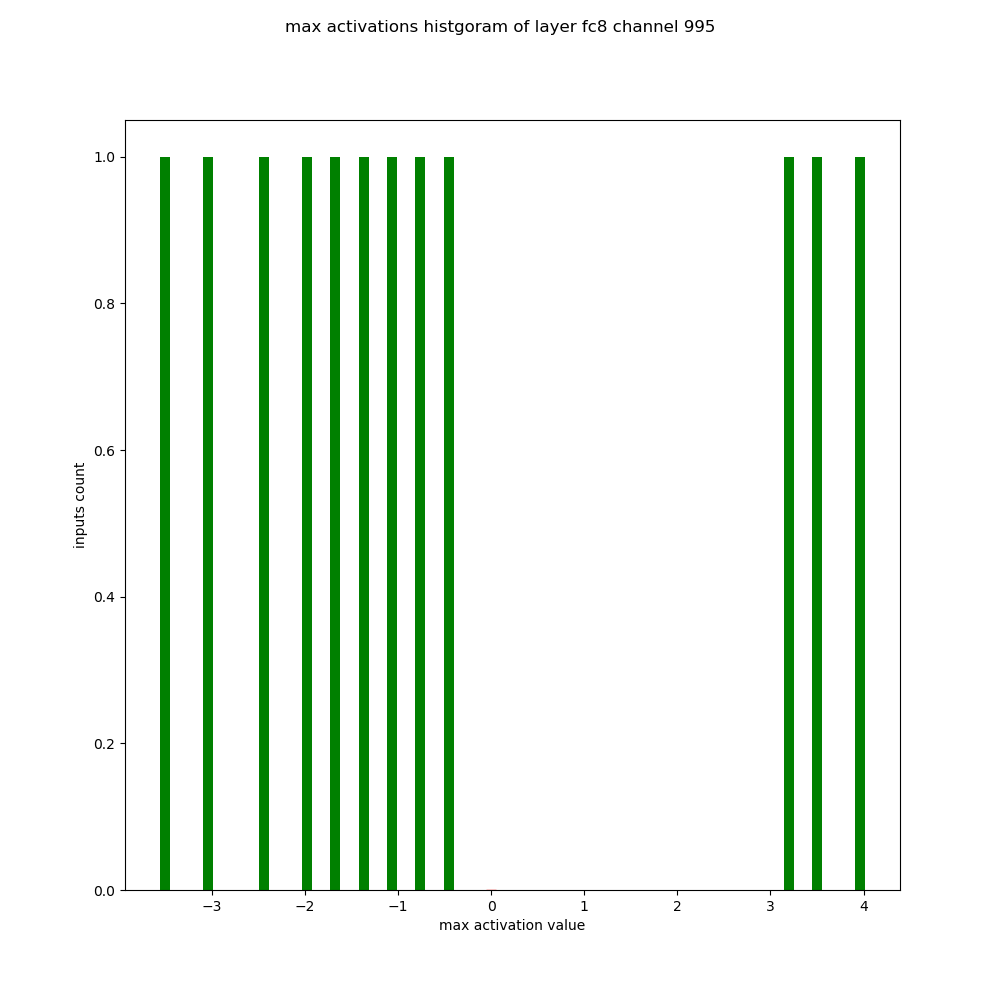 max activations histgoram of layer fc8 channel 995
1.0
0.8
0.6
0.4
0.2
0.0
inputs count
−3 −2 −1 0 1 2 3 4
max activation value